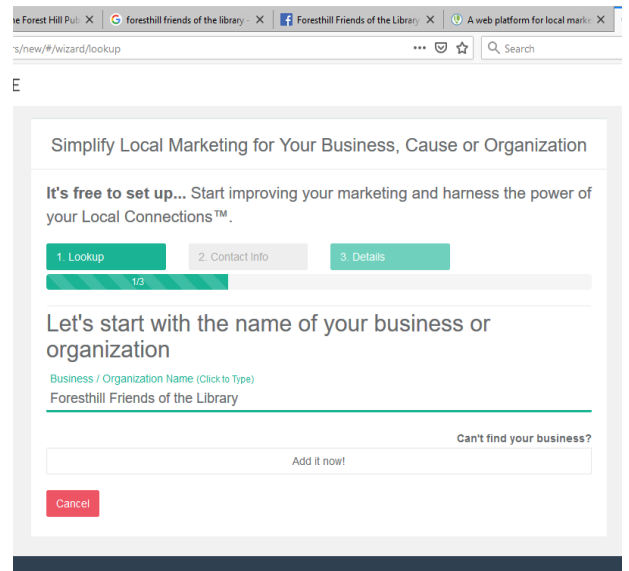 ne Forest Hill Pub foresthill friends of the library - Foresthill Friends of the Library A web platform for local marke
rs/new/#/wizard/lookup Search
E
Simplify Local Marketing for Your Business, Cause or Organization
It's free to set up... Start improving your marketing and harness the power of
your Local Connections™.
1. Lookup 2. Contact Info 3. Details
1/3
Let's start with the name of your business or
organization
Business / Organization Name (Click to Type)
Foresthill Friends of the Library
Can't find your business?
Add it now!
Cancel